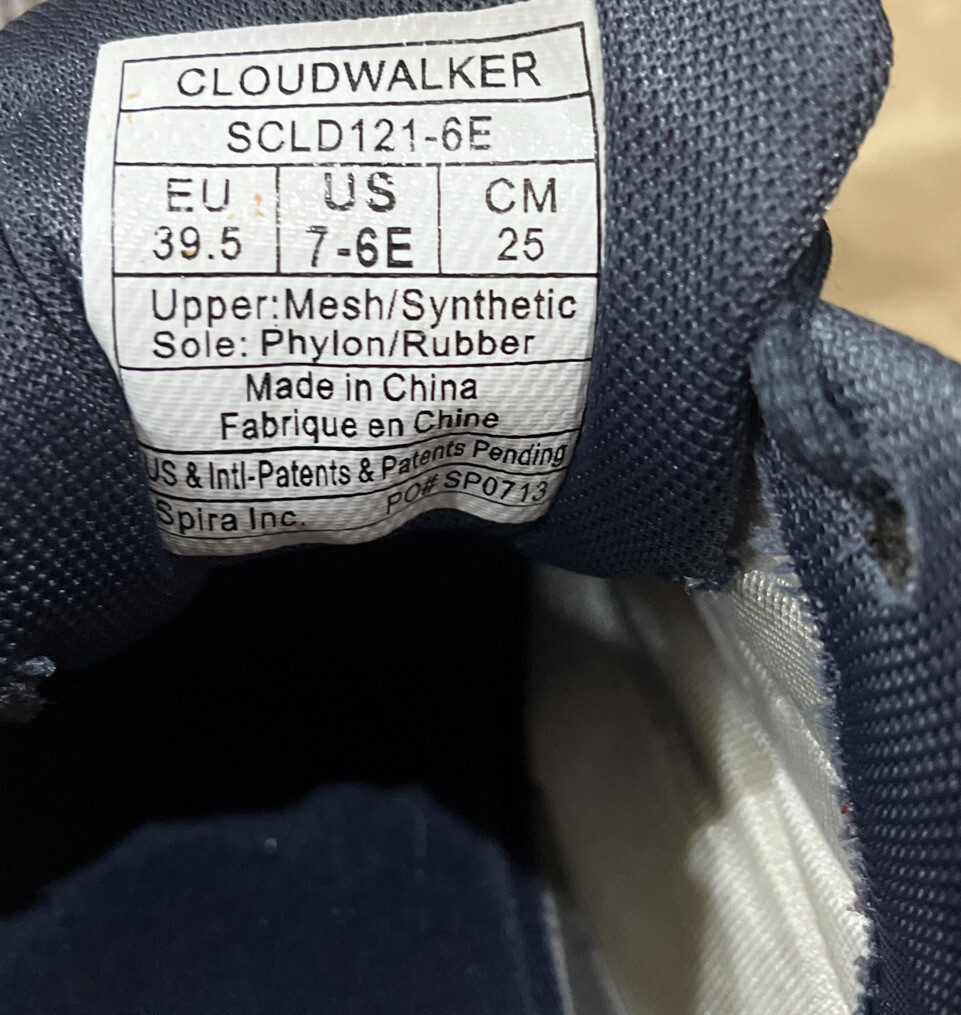 CLOUDWALKER
SCLD121-6E
EU US CM
39.5 7-6E 25
Upper:Mesh/Synthetic
Sole: Phylon/Rubber
Made in China
Fabrique en Chine
US & Intl-Patents & Patents Pending
Spira Inc. PO# SP0713